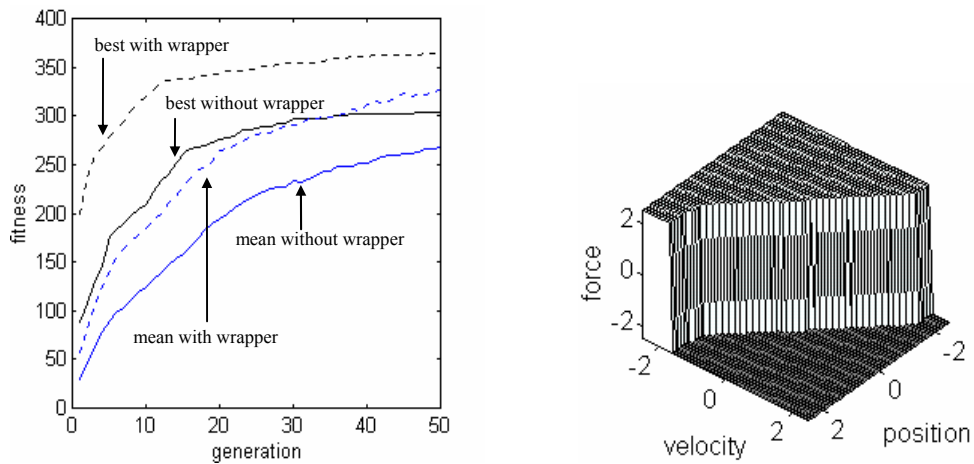 400
350
300
250
200
150
100
50
0
fitness
best with wrapper
best without wrapper
mean without wrapper
mean with wrapper
0 10 20 30 40 50
generation
2
0
-2
force
-2
0
2
velocity
-2
0
2
position